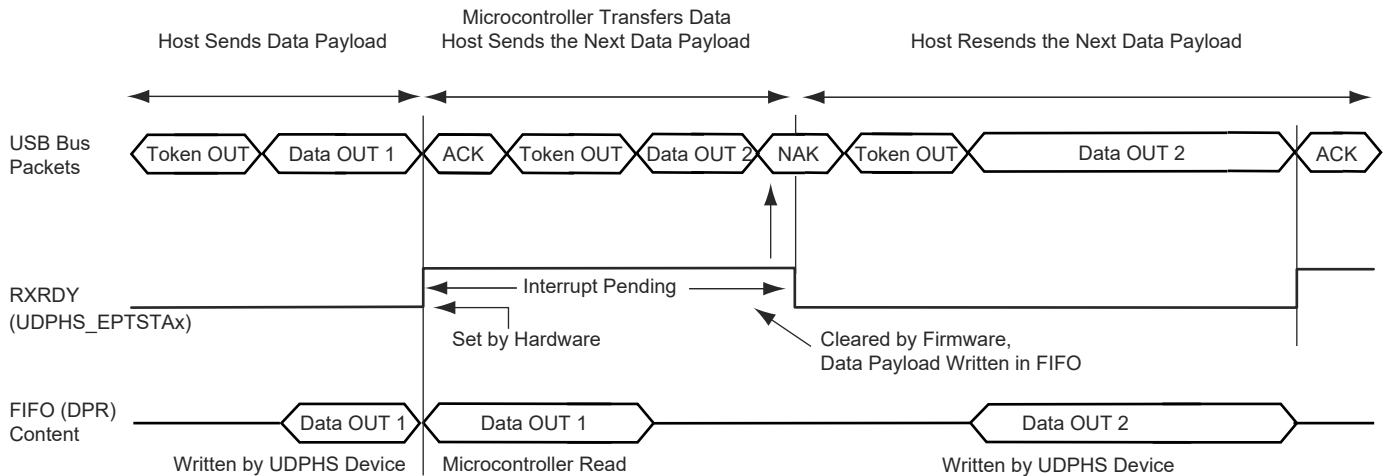 Microcontroller Transfers Data
Host Sends Data Payload
Host Sends the Next Data Payload
Host Resends the Next Data Payload
USB Bus
Packets
Token OUT
Data OUT 1
ACK
Token OUT
Data OUT 2
NAK
Token OUT
Data OUT 2
ACK
RXRDY
(UDPHS_EPTSTAx)
Interrupt Pending
Set by Hardware
Cleared by Firmware,
Data Payload Written in FIFO
FIFO (DPR)
Content
Data OUT 1
Data OUT 1
Data OUT 2
Written by UDPHS Device
Microcontroller Read
Written by UDPHS Device